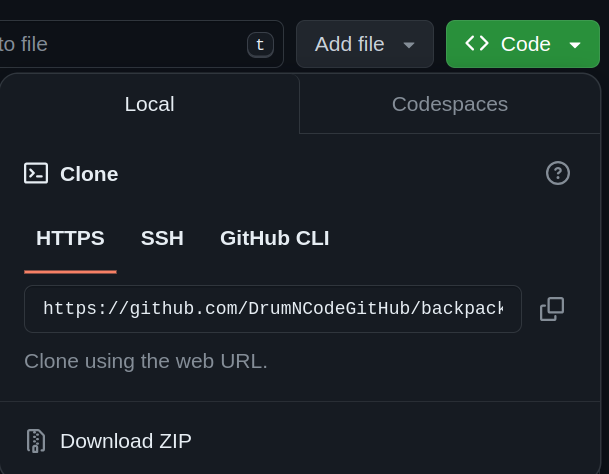 to file t Add file Code
Local Codespaces
Clone
HTTPS SSH GitHub CLI
https://github.com/DrumNCodeGitHub/backpack
Clone using the web URL.
Download ZIP